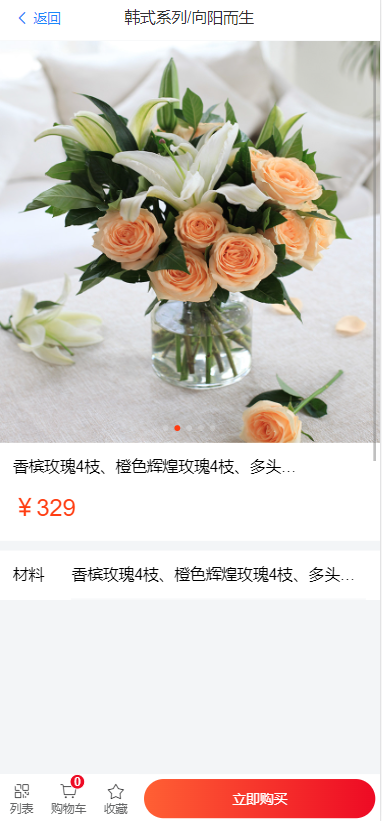 返回
韩式系列/向阳而生
香槟玫瑰4枝、橙色辉煌玫瑰4枝、多头…
￥329
材料 香槟玫瑰4枝、橙色辉煌玫瑰4枝、多头…
0
列表 购物车 收藏 立即购买